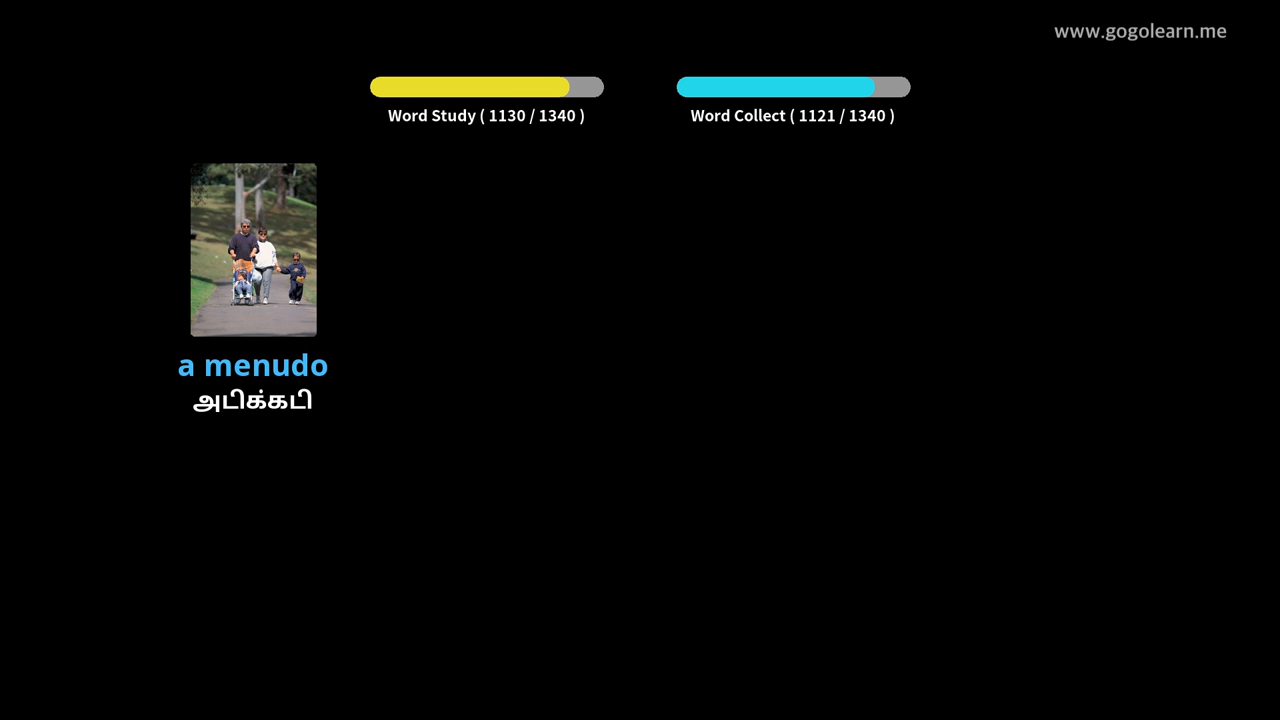 www.gogolearn.me
Word Study ( 1130 / 1340 )
Word Collect ( 1121 / 1340 )
a menudo
அடிக்கடி